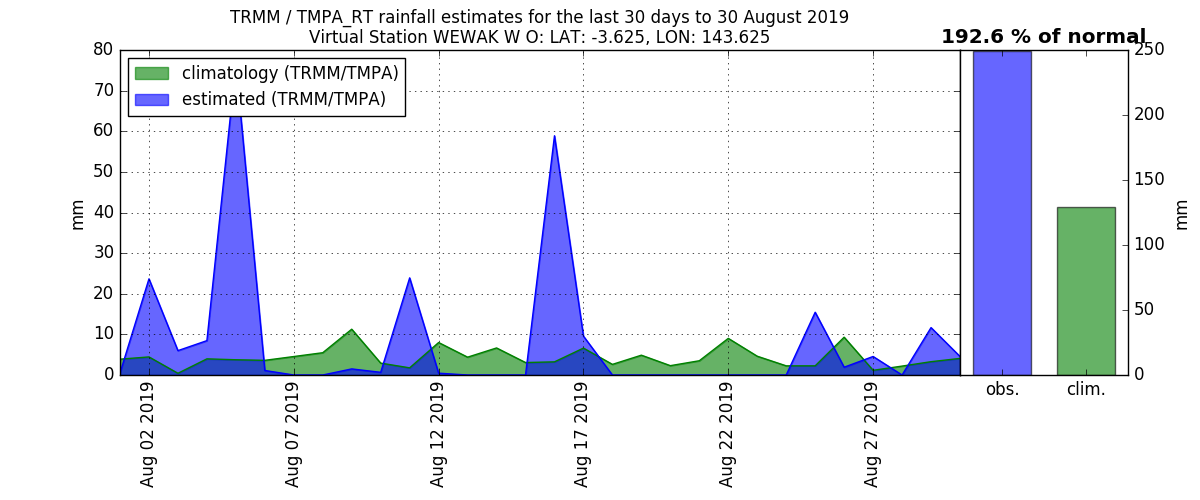 TRMM / TMPA_RT rainfall estimates for the last 30 days to 30 August 2019
Virtual Station WEWAK W O: LAT: -3.625, LON: 143.625
192.6 % of normal
climatology (TRMM/TMPA)
estimated (TRMM/TMPA)
80
70
60
50
40
30
20
10
0
mm
Aug 02 2019
Aug 07 2019
Aug 12 2019
Aug 17 2019
Aug 22 2019
Aug 27 2019
obs.
clim.
250
200
150
100
50
0
mm